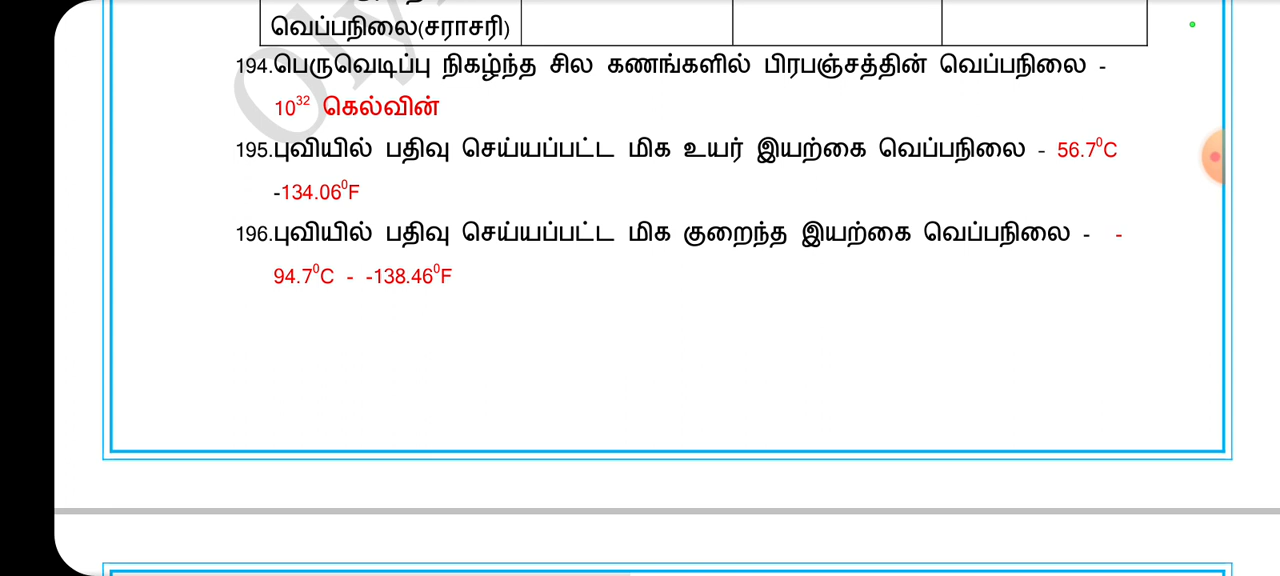 வெப்பநிலை(சராசரி)
194.பெருவெடிப்பு நிகழ்ந்த சில கணங்களில் பிரபஞ்சத்தின் வெப்பநிலை -
10³² கெல்வின்
195.புவியில் பதிவு செய்யப்பட்ட மிக உயர் இயற்கை வெப்பநிலை - 56.7⁰C
-134.06⁰F
196.புவியில் பதிவு செய்யப்பட்ட மிக குறைந்த இயற்கை வெப்பநிலை - -
94.7⁰C - -138.46⁰F